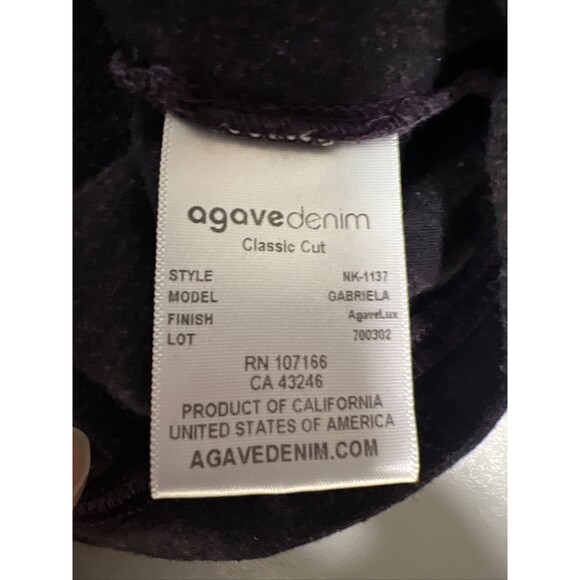 agavedenim
Classic Cut
STYLE NK-1137
MODEL GABRIELA
FINISH AgaveLux
LOT 700302
RN 107166
CA 43246
PRODUCT OF CALIFORNIA
UNITED STATES OF AMERICA
AGAVEDENIM.COM